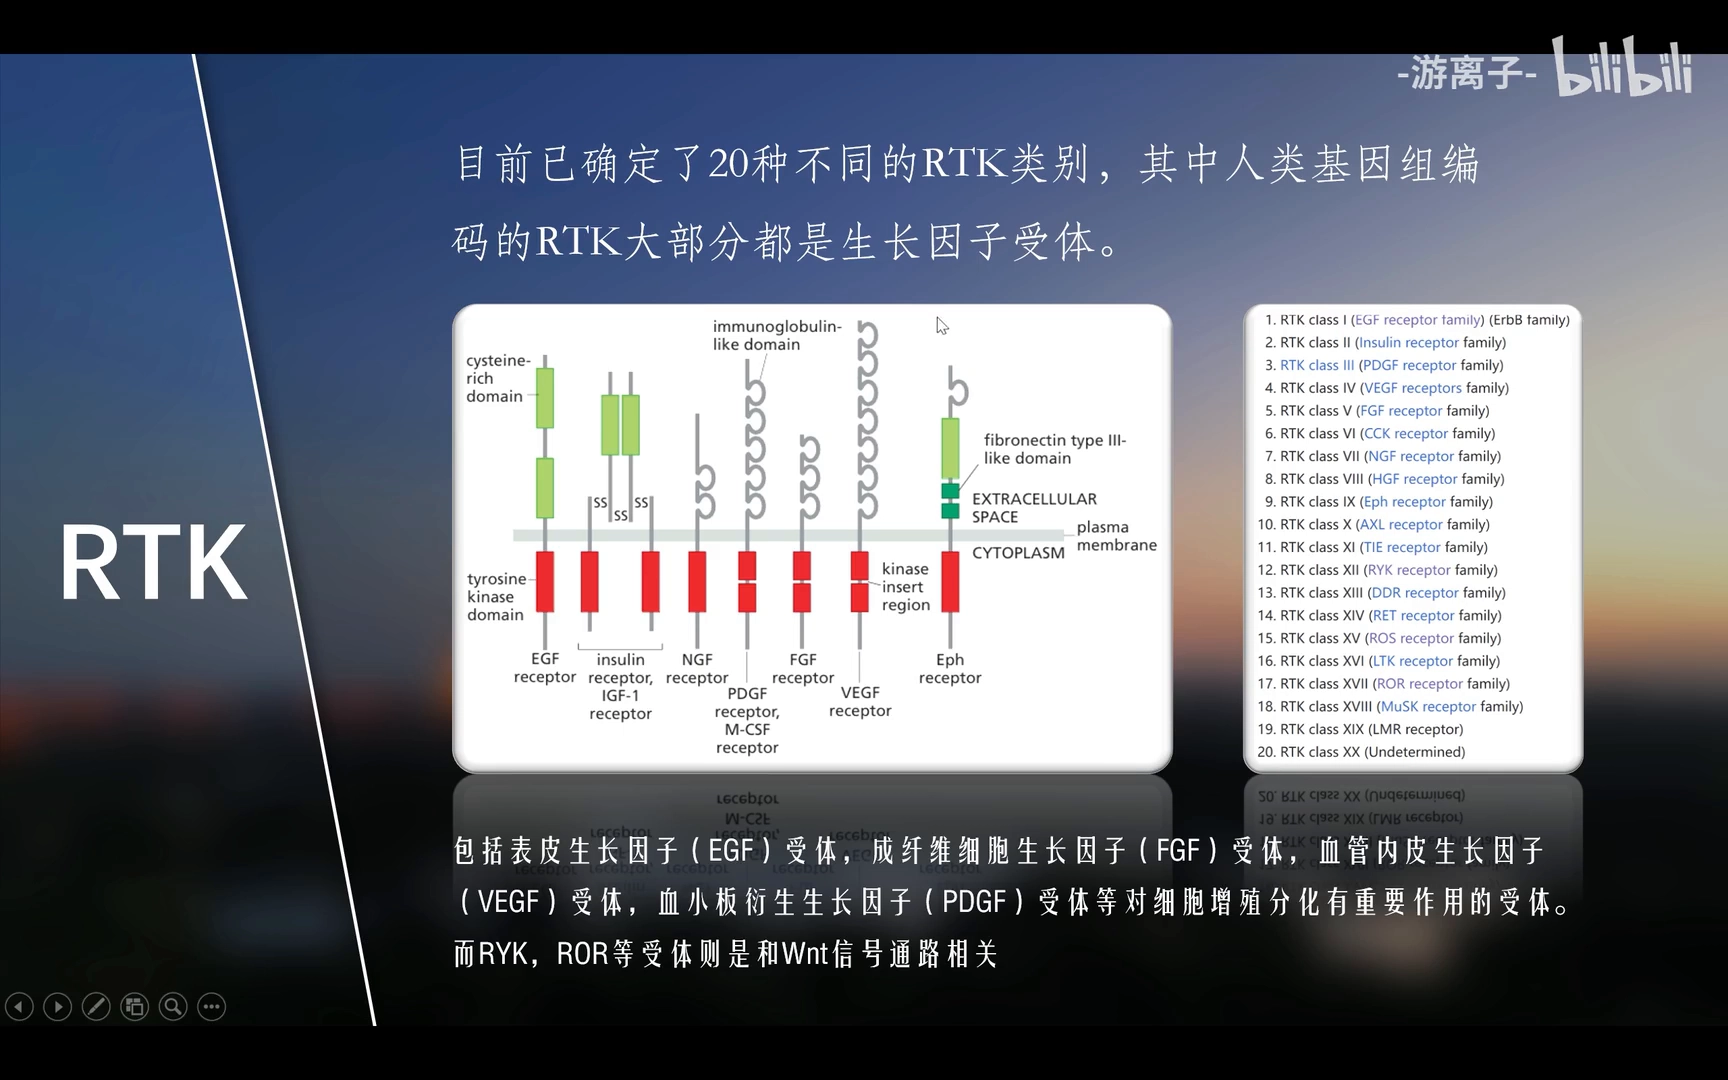 -游离子- bilibili
目前已确定了20种不同的RTK类别，其中人类基因组编
码的RTK大部分都是生长因子受体。
RTK
immunoglobulin-
like domain
cysteine-
rich
domain
fibronectin type III-
like domain
ss
ss
ss
EXTRACELLULAR
SPACE
plasma
membrane
CYTOPLASM
tyrosine
kinase
domain
kinase
insert
region
EGF
receptor
insulin
receptor,
IGF-1
receptor
NGF
receptor
PDGF
receptor,
M-CSF
receptor
FGF
receptor
VEGF
receptor
Eph
receptor
1. RTK class I (EGF receptor family) (ErbB family)
2. RTK class II (Insulin receptor family)
3. RTK class III (PDGF receptor family)
4. RTK class IV (VEGF receptors family)
5. RTK class V (FGF receptor family)
6. RTK class VI (CCK receptor family)
7. RTK class VII (NGF receptor family)
8. RTK class VIII (HGF receptor family)
9. RTK class IX (Eph receptor family)
10. RTK class X (AXL receptor family)
11. RTK class XI (TIE receptor family)
12. RTK class XII (RYK receptor family)
13. RTK class XIII (DDR receptor family)
14. RTK class XIV (RET receptor family)
15. RTK class XV (ROS receptor family)
16. RTK class XVI (LTK receptor family)
17. RTK class XVII (ROR receptor family)
18. RTK class XVIII (MuSK receptor family)
19. RTK class XIX (LMR receptor)
20. RTK class XX (Undetermined)
包括表皮生长因子（EGF）受体，成纤维细胞生长因子（FGF）受体，血管内皮生长因子
（VEGF）受体，血小板衍生生长因子（PDGF）受体等对细胞增殖分化有重要作用的受体。
而RYK，ROR等受体则是和Wnt信号通路相关